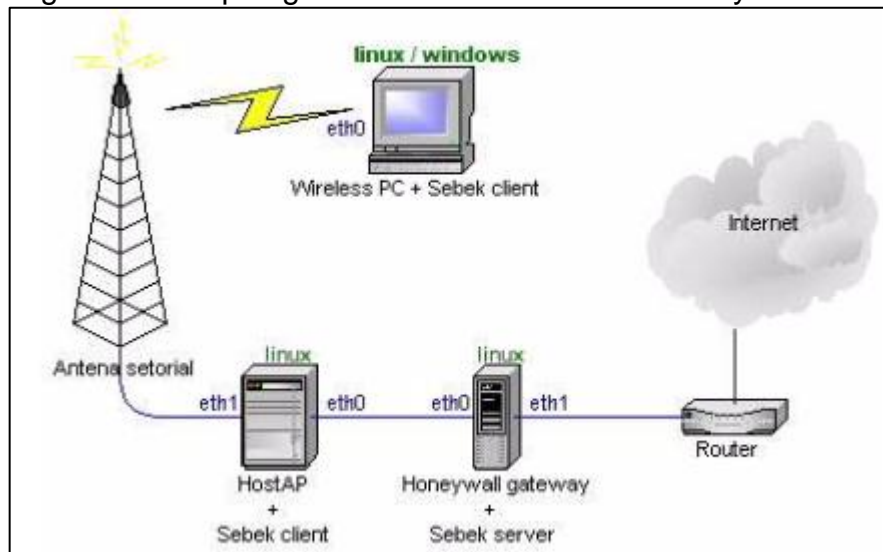 linux / windows
eth0
Wireless PC + Sebek client
Internet
Antena setorial
linux
linux
eth1
eth0
eth0
eth1
HostAP
+
Sebek client
Honeywall gateway
+
Sebek server
Router